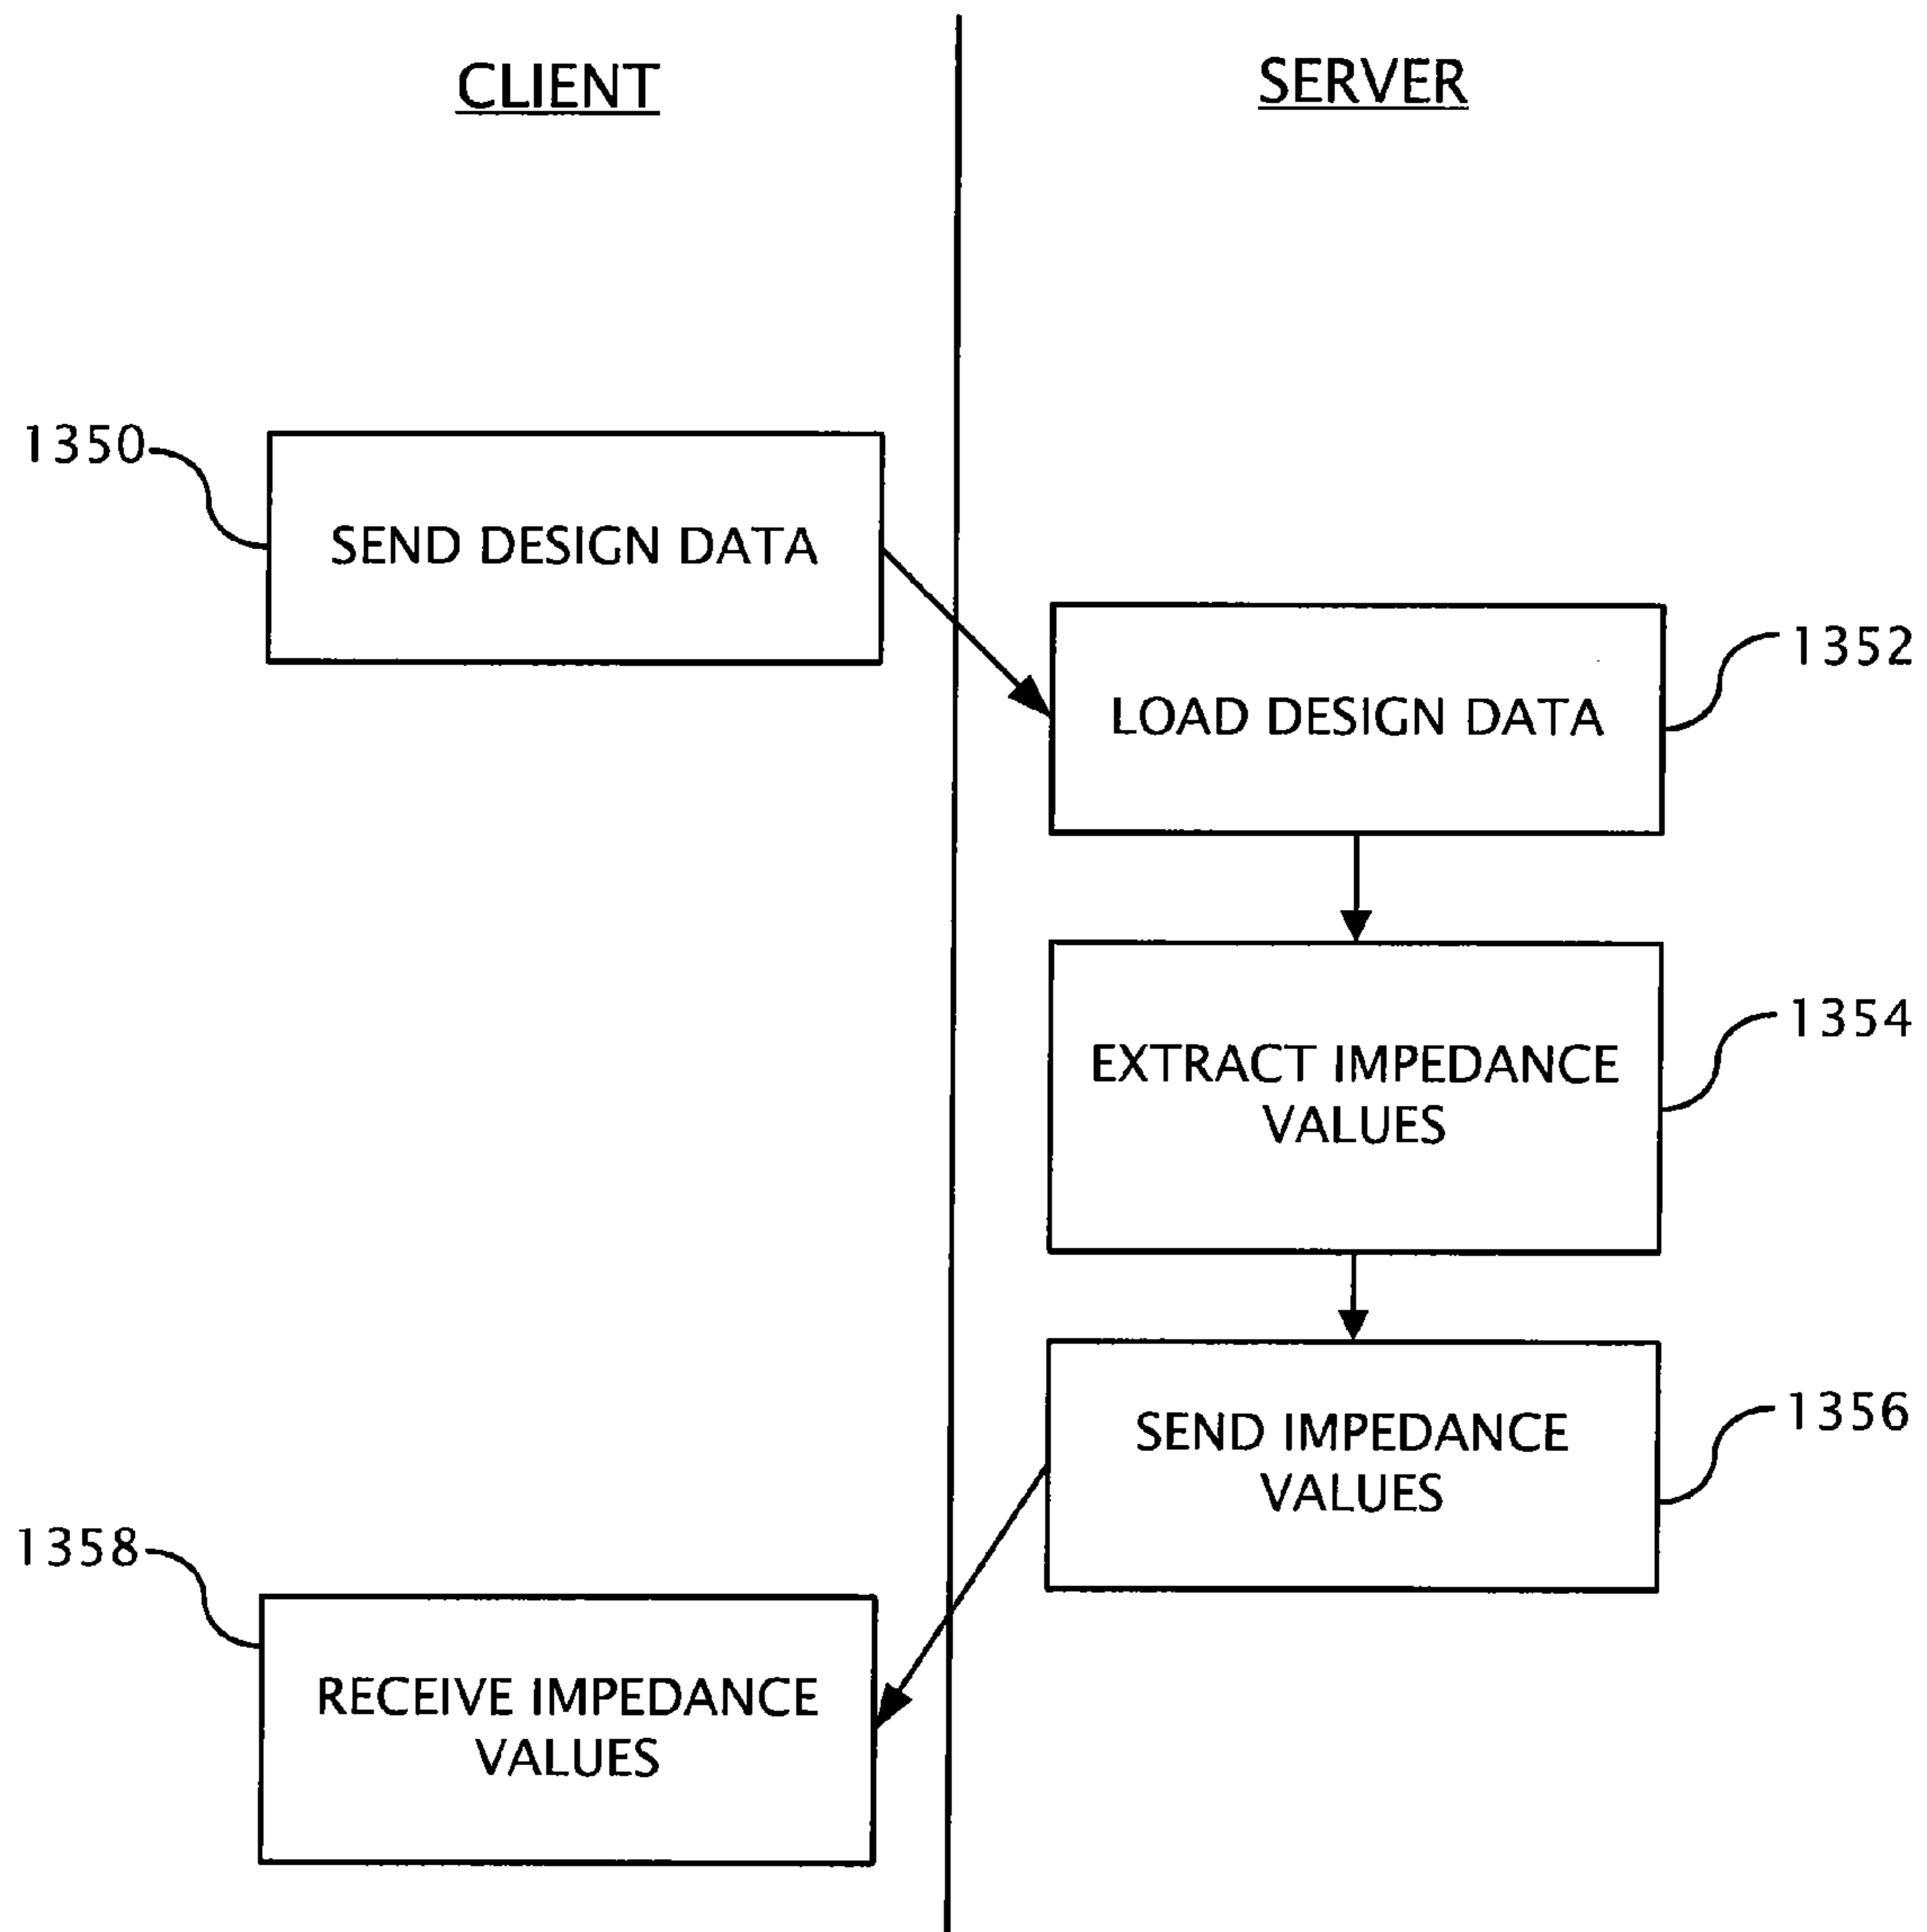 CLIENT
SERVER
1350
SEND DESIGN DATA
1352
LOAD DESIGN DATA
1354
EXTRACT IMPEDANCE
VALUES
1356
SEND IMPEDANCE
VALUES
1358
RECEIVE IMPEDANCE
VALUES